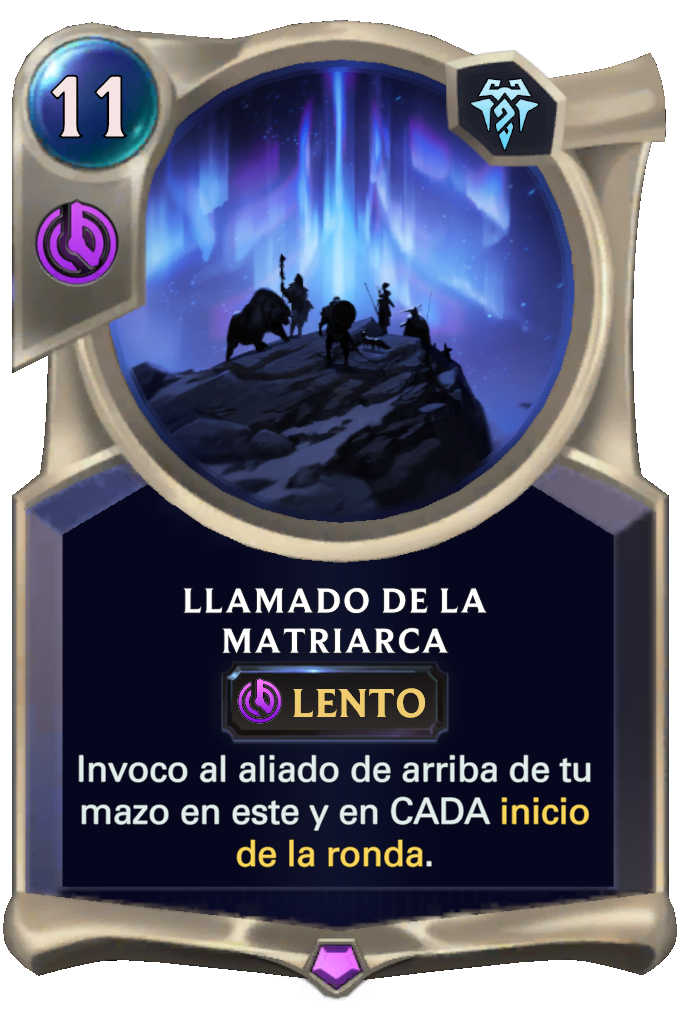 11
LLAMADO DE LA
MATRIARCA
LENTO
Invoco al aliado de arriba de tu
mazo en este y en CADA inicio
de la ronda.